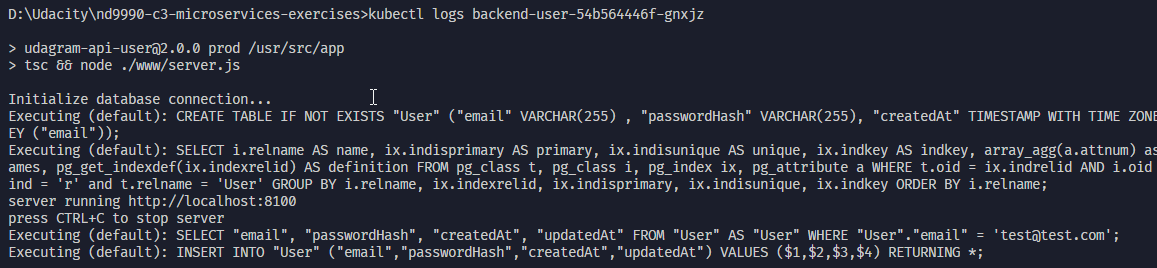 D:\Udacity\nd9990-c3-microservices-exercises>kubectl logs backend-user-54b564446f-gnxjz
> udagram-api-user@2.0.0 prod /usr/src/app
> tsc && node ./www/server.js
Initialize database connection...
Executing (default): CREATE TABLE IF NOT EXISTS "User" ("email" VARCHAR(255) , "passwordHash" VARCHAR(255), "createdAt" TIMESTAMP WITH TIME ZONE
EY ("email"));
Executing (default): SELECT i.relname AS name, ix.indisprimary AS primary, ix.indisunique AS unique, ix.indkey AS indkey, array_agg(a.attnum) as
ames, pg_get_indexdef(ix.indexrelid) AS definition FROM pg_class t, pg_class i, pg_index ix, pg_attribute a WHERE t.oid = ix.indrelid AND i.oid
ind = 'r' and t.relname = 'User' GROUP BY i.relname, ix.indexrelid, ix.indisprimary, ix.indisunique, ix.indkey ORDER BY i.relname;
server running http://localhost:8100
press CTRL+C to stop server
Executing (default): SELECT "email", "passwordHash", "createdAt", "updatedAt" FROM "User" AS "User" WHERE "User"."email" = 'test@test.com';
Executing (default): INSERT INTO "User" ("email","passwordHash","createdAt","updatedAt") VALUES ($1,$2,$3,$4) RETURNING *;